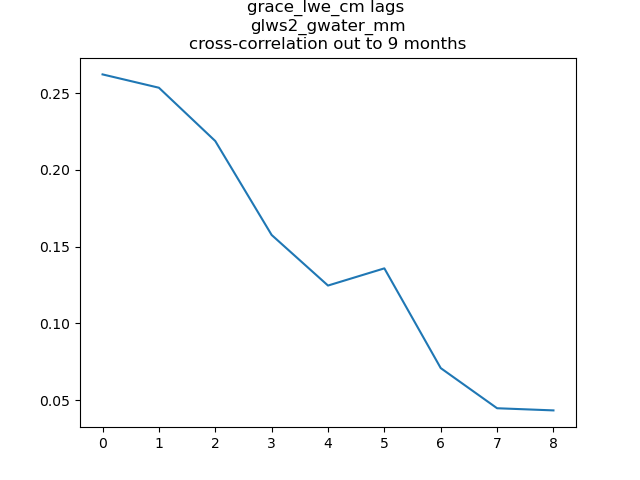 grace_lwe_cm lags
glws2_gwater_mm
cross-correlation out to 9 months
0.25
0.20
0.15
0.10
0.05
0 1 2 3 4 5 6 7 8